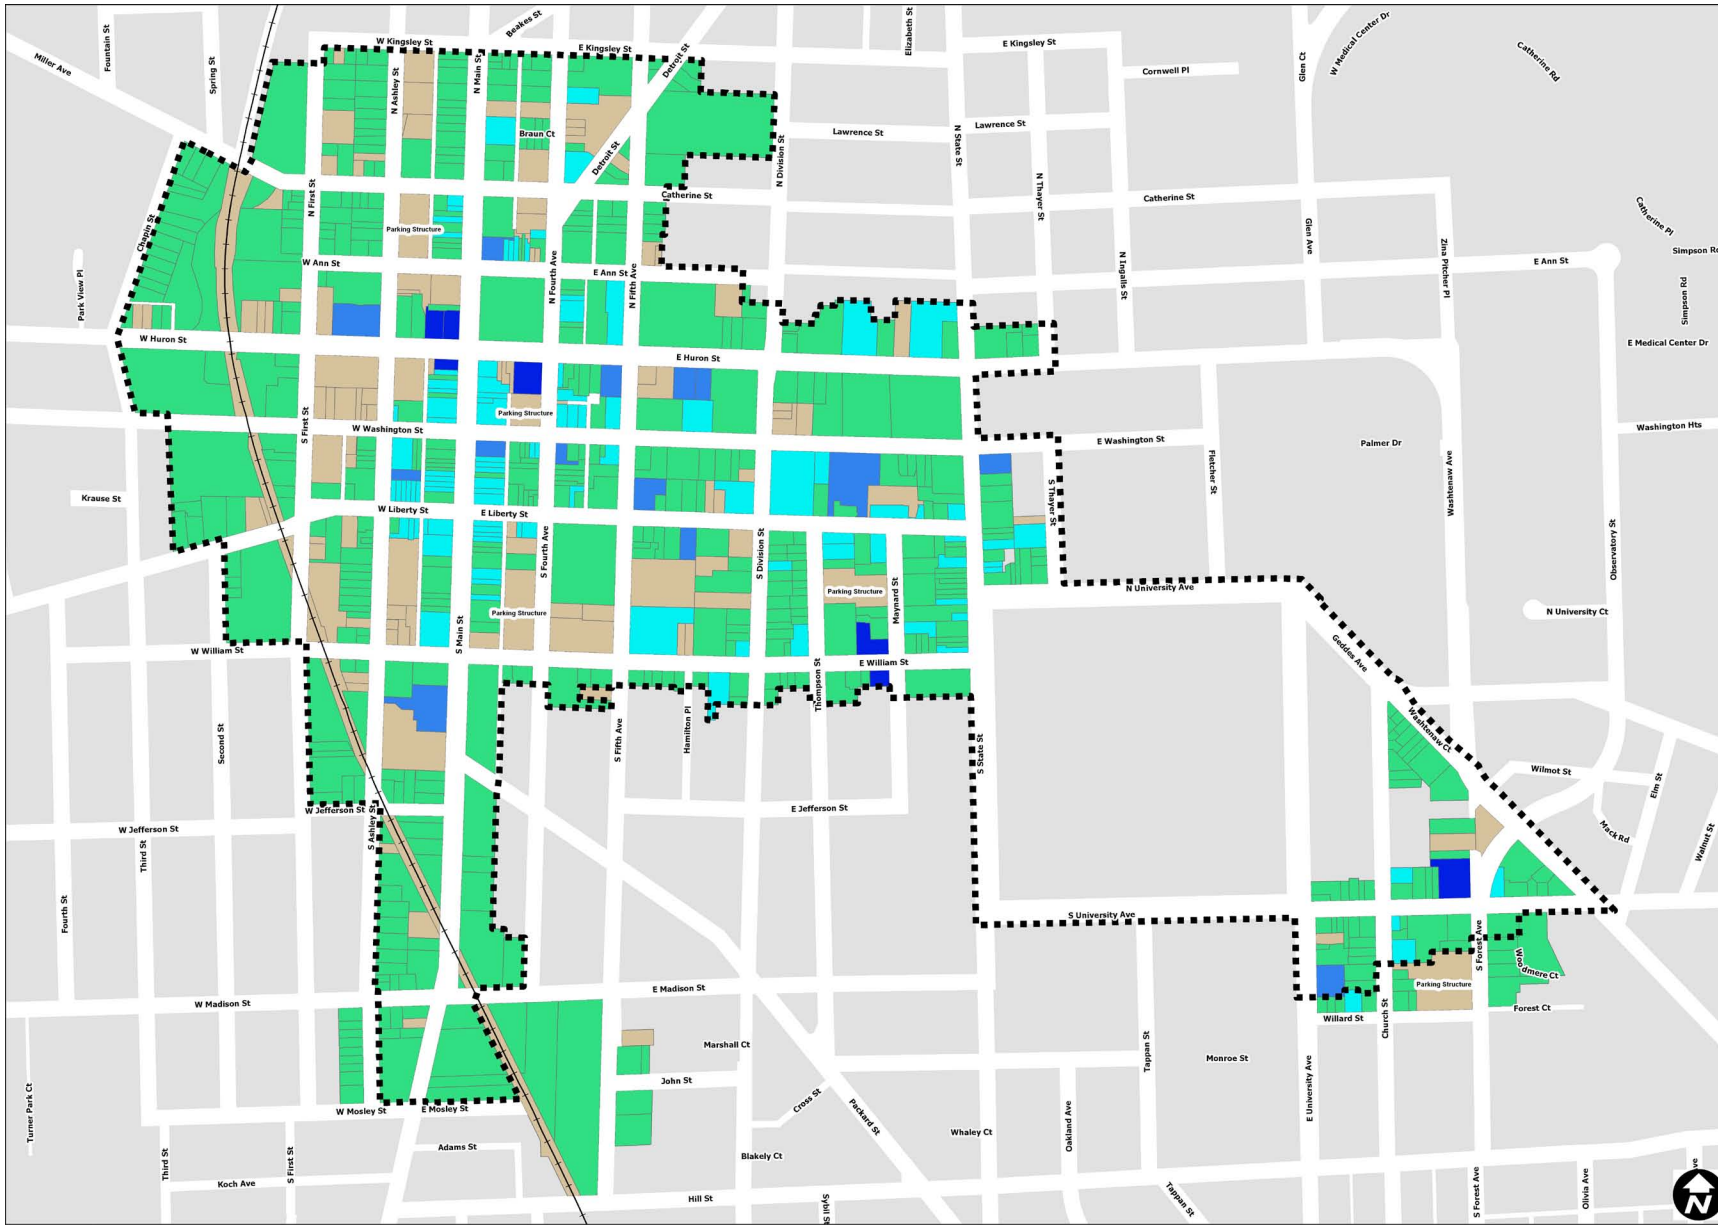 Beakes St
Elizabeth St
W Kingsley St
E Kingsley St
E Kingsley St
Fountain St
Spring St
Miller Ave
N Ashley St
N Main St
Detroit St
Glen Ct
W Medical Center Dr
Catherine Rd
Cornwell Pl
Braun Ct
Detroit St
N Division St
Lawrence St
Lawrence St
N State St
N First St
Catherine St
N Thayer St
Catherine St
Chapin St
Parking Structure
Glen Ave
Catherine Pl
Simpson Rd
Zina Pitcher Pl
W Ann St
N Fourth Ave
E Ann St
N Fifth Ave
N Ingalls St
E Ann St
Park View Pl
Simpson Rd
W Huron St
E Huron St
E Medical Center Dr
Parking Structure
S First St
W Washington St
E Washington St
Palmer Dr
Washington Hts
Fletcher St
Washtenaw Ave
Krause St
S Thayer St
W Liberty St
E Liberty St
S Fourth Ave
S Division St
Observatory St
N University Ave
Parking Structure
Maynard St
Parking Structure
N University Ct
S Main St
W William St
E William St
Geddes Ave
Thompson St
Second St
S Fifth Ave
Hamilton Pl
S State St
Washtenaw Ct
Wilmot St
Elm St
W Jefferson St
W Jefferson St
S Ashley St
E Jefferson St
Third St
Mack Rd
Walnut St
Fourth St
S University Ave
S Forest Ave
Woodmere Ct
W Madison St
E Madison St
Parking Structure
Church St
Willard St
Forest Ct
Marshall Ct
Tappan St
Monroe St
John St
Turner Park Ct
W Mosley St
E Mosley St
Cross St
Packard St
Oakland Ave
E University Ave
Whaley Ct
Adams St
Blakely Ct
Third St
S First St
Koch Ave
Hill St
Sybil St
Tappan St
S Forest Ave
Olivia Ave
Ave
N